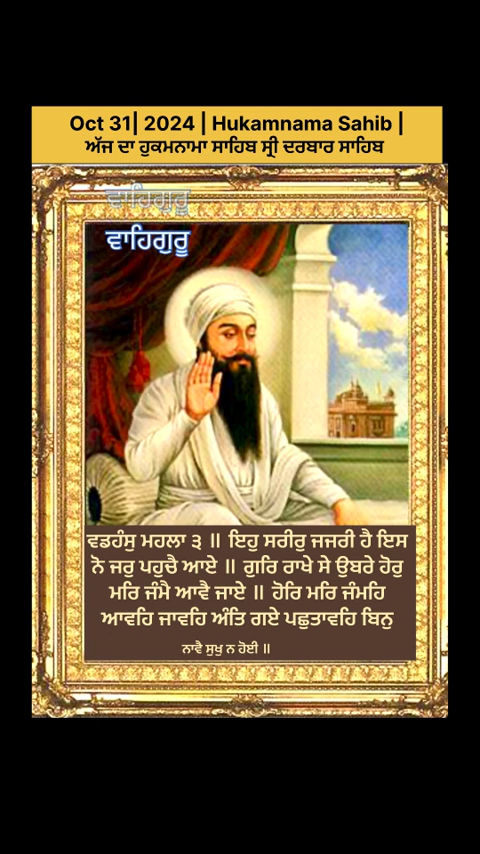 Oct 31| 2024 | Hukamnama Sahib |
ਅੱਜ ਦਾ ਹੁਕਮਨਾਮਾ ਸਾਹਿਬ ਸ੍ਰੀ ਦਰਬਾਰ ਸਾਹਿਬ
ਵਾਹਿਗੁਰੂ
ਵਾਹਿਗੁਰੂ
ਵਡਹੰਸੁ ਮਹਲਾ ੩ ॥ ਇਹੁ ਸਰੀਰੁ ਜਜਰੀ ਹੈ ਇਸ
ਨੋ ਜਰੁ ਪਹੁਚੈ ਆਏ ॥ ਗੁਰਿ ਰਾਖੇ ਸੇ ਉਬਰੇ ਹੋਰੁ
ਮਰਿ ਜੰਮੈ ਆਵੈ ਜਾਏ ॥ ਹੋਰਿ ਮਰਿ ਜੰਮਹਿ
ਆਵਹਿ ਜਾਵਹਿ ਅੰਤਿ ਗਏ ਪਛੁਤਾਵਹਿ ਬਿਨੁ
ਨਾਵੈ ਸੁਖੁ ਨ ਹੋਈ ॥